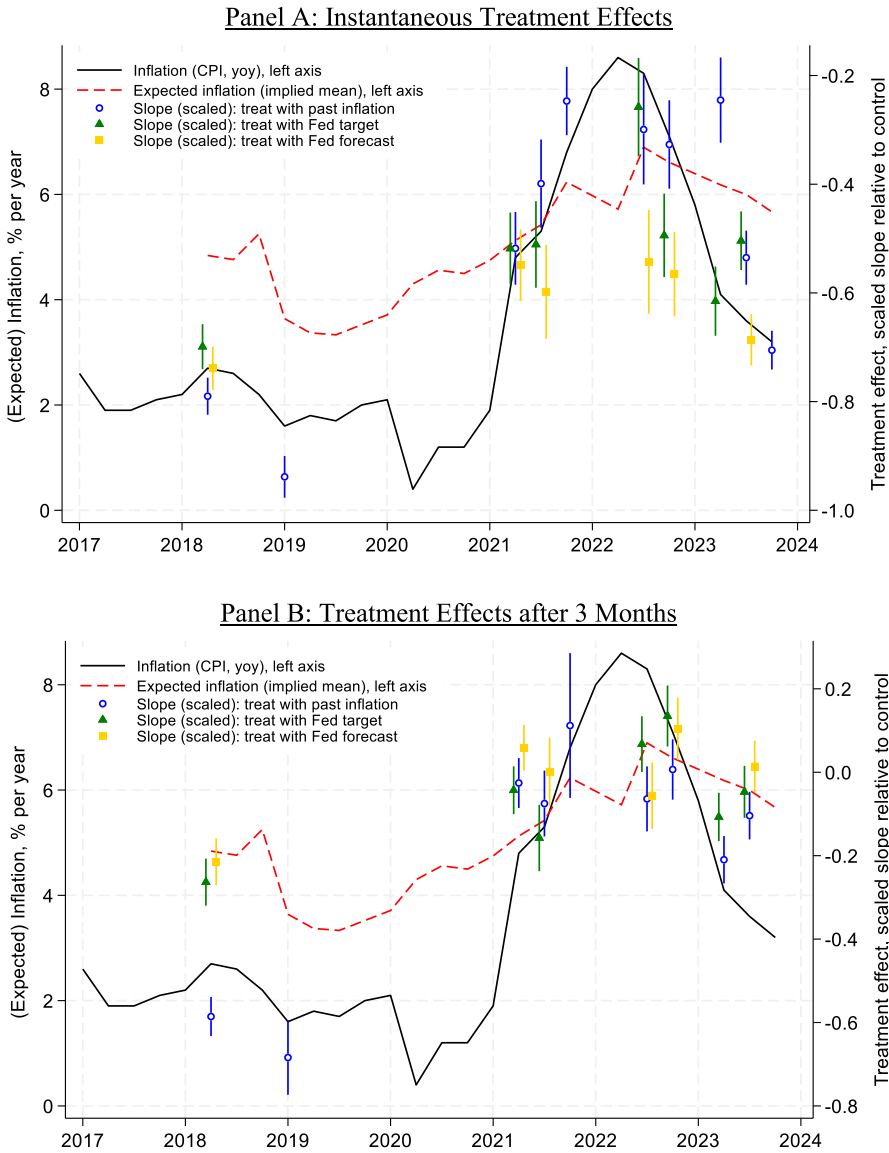 Panel A: Instantaneous Treatment Effects
Inflation (CPI, yoy), left axis
Expected inflation (implied mean), left axis
Slope (scaled): treat with past inflation
Slope (scaled): treat with Fed target
Slope (scaled): treat with Fed forecast
(Expected) Inflation, % per year
8
6
4
2
0
-0.2
-0.4
-0.6
-0.8
-1.0
Treatment effect, scaled slope relative to control
2017 2018 2019 2020 2021 2022 2023 2024
Panel B: Treatment Effects after 3 Months
Inflation (CPI, yoy), left axis
Expected inflation (implied mean), left axis
Slope (scaled): treat with past inflation
Slope (scaled): treat with Fed target
Slope (scaled): treat with Fed forecast
(Expected) Inflation, % per year
8
6
4
2
0
0.2
0.0
-0.2
-0.4
-0.6
-0.8
Treatment effect, scaled slope relative to control
2017 2018 2019 2020 2021 2022 2023 2024